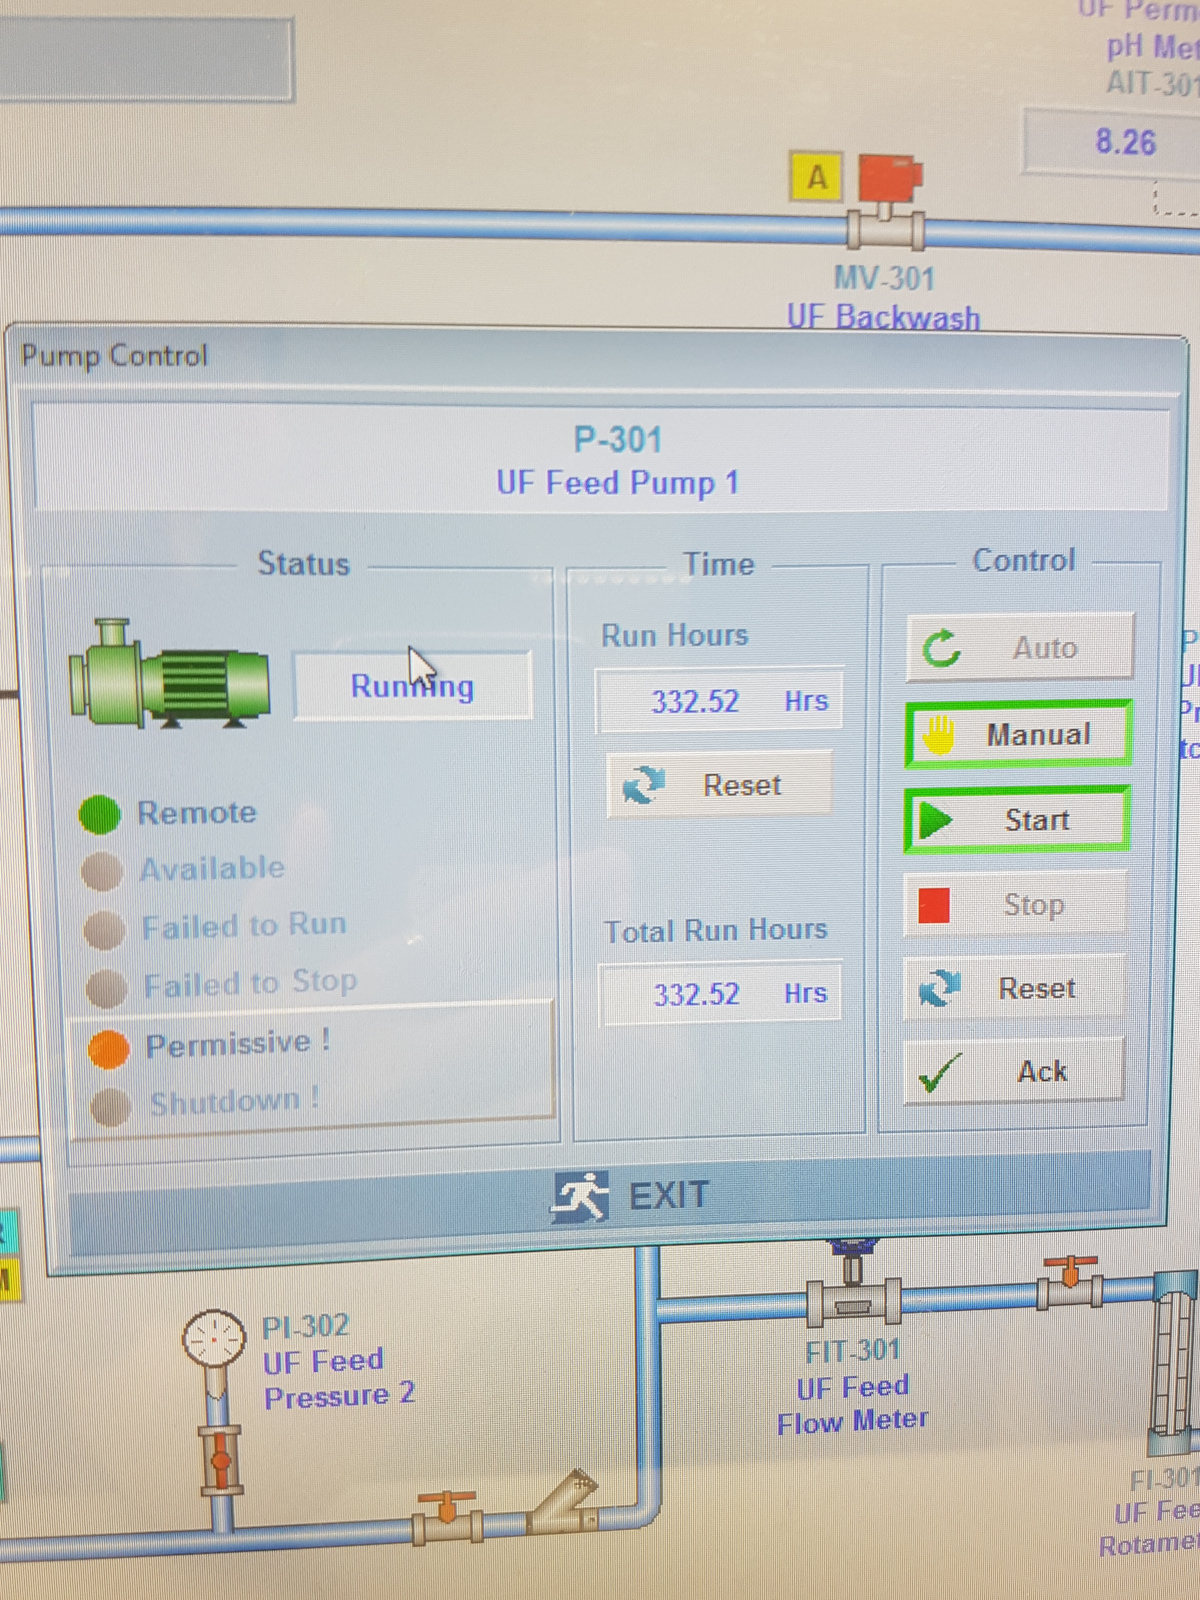 UF Perm
pH Met
AIT-301
8.26
A
MV-301
UF Backwash
Pump Control
P-301
UF Feed Pump 1
Status
Time
Control
Running
Run Hours
332.52 Hrs
Reset
Auto
Manual
Start
Stop
Reset
Ack
Remote
Available
Failed to Run
Failed to Stop
Permissive !
Shutdown !
Total Run Hours
332.52 Hrs
EXIT
PI-302
UF Feed
Pressure 2
FIT-301
UF Feed
Flow Meter
FI-301
UF Fee
Rotamet